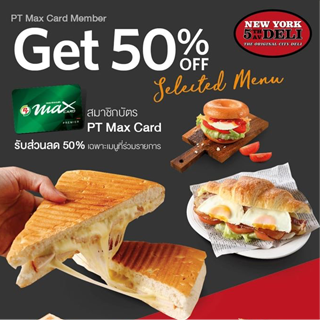 PT Max Card Member
Get 50%
OFF
Selected Menu
NEW YORK
5TH AV. DELI
THE ORIGINAL CITY DELI
max
สมาชิกบัตร
PT Max Card
รับส่วนลด 50% เฉพาะเมนูที่ร่วมรายการ